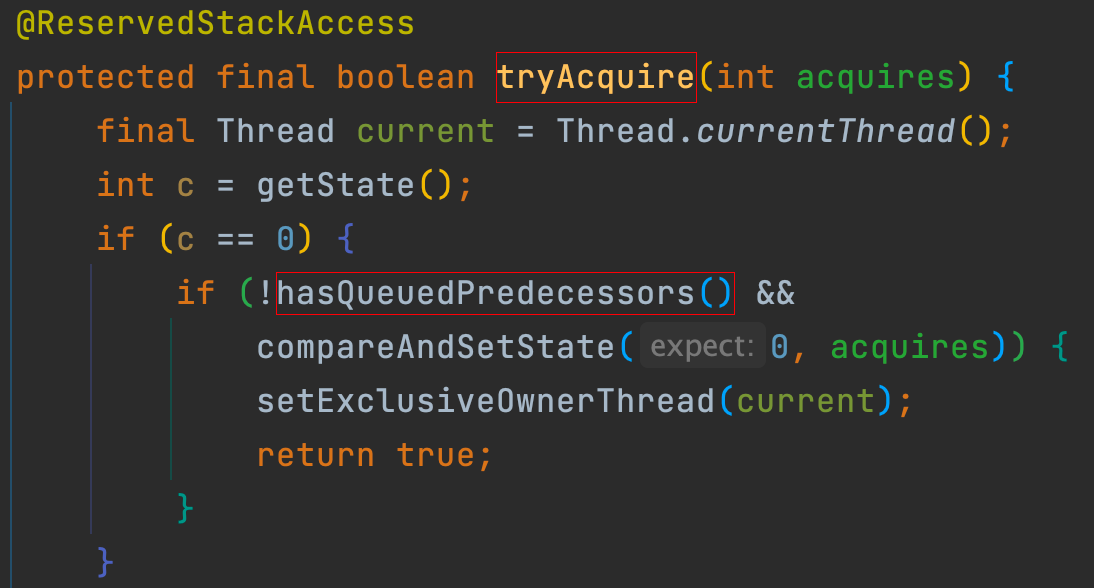 @ReservedStackAccess
protected final boolean tryAcquire(int acquires) {
    final Thread current = Thread.currentThread();
    int c = getState();
    if (c == 0) {
        if (!hasQueuedPredecessors() &&
            compareAndSetState( expect: 0, acquires)) {
            setExclusiveOwnerThread(current);
            return true;
        }
    }